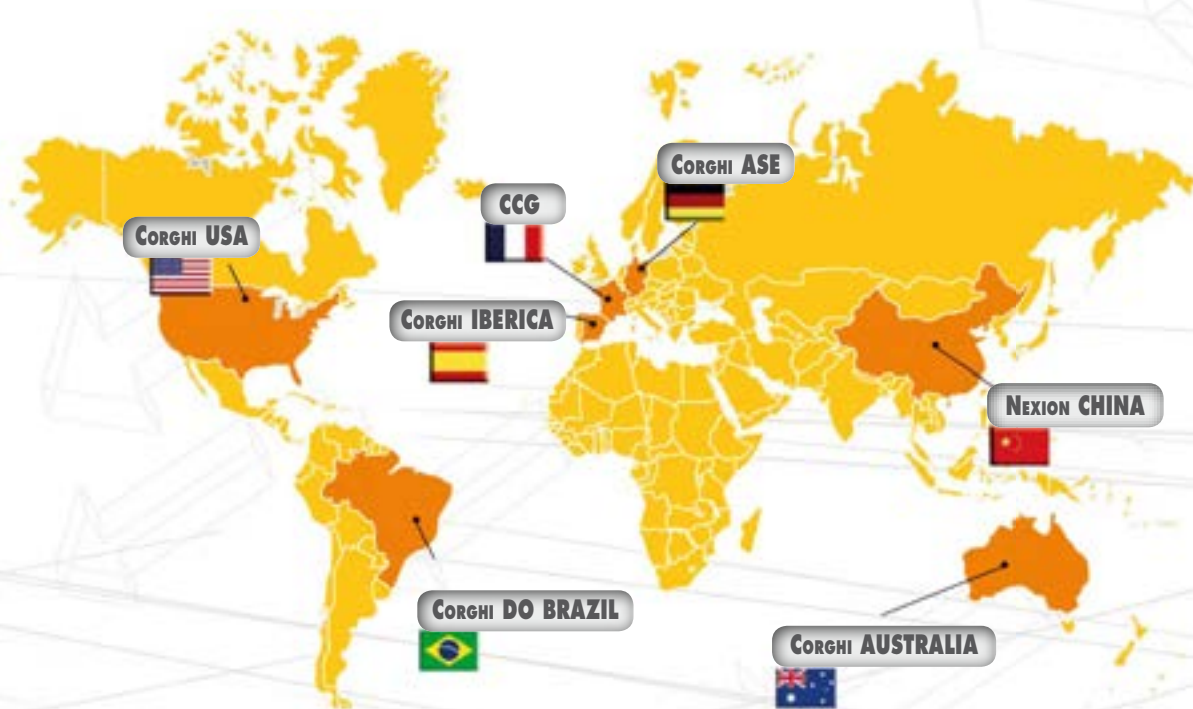 Corghi ASE
CCG
Corghi USA
Corghi IBERICA
Nexion CHINA
Corghi DO BRAZIL
Corghi AUSTRALIA